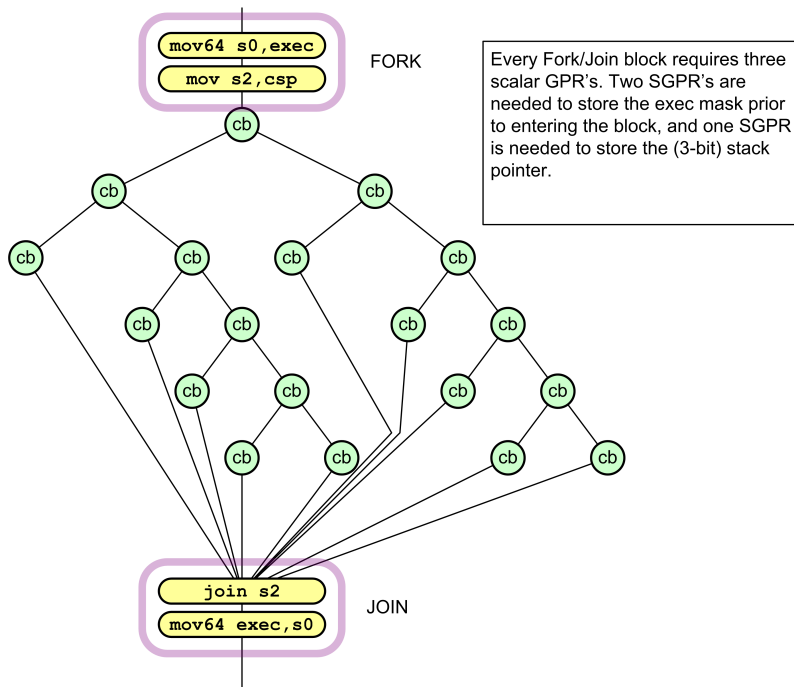 mov64 s0,exec
mov s2,csp
FORK
Every Fork/Join block requires three
scalar GPR's. Two SGPR's are
needed to store the exec mask prior
to entering the block, and one SGPR
is needed to store the (3-bit) stack
pointer.
cb
cb cb
cb cb cb cb
cb cb cb cb
cb cb cb cb
cb cb cb cb
join s2
mov64 exec,s0
JOIN